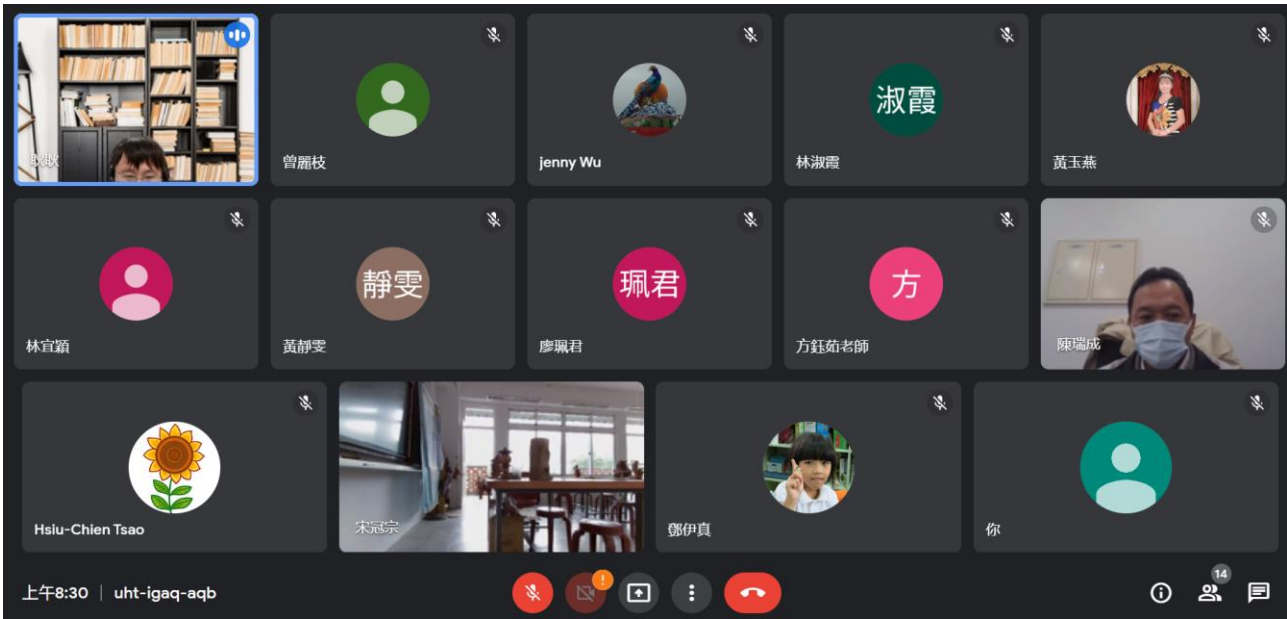 耿耿
曾麗枝
jenny Wu
淑霞
林淑霞
黃玉燕
林宜穎
靜雯
黃靜雯
珮君
廖珮君
方
方鈺茹老師
陳瑞成
Hsiu-Chien Tsao
宋冠宗
鄧伊真
你
上午8:30 | uht-igaq-aqb
14